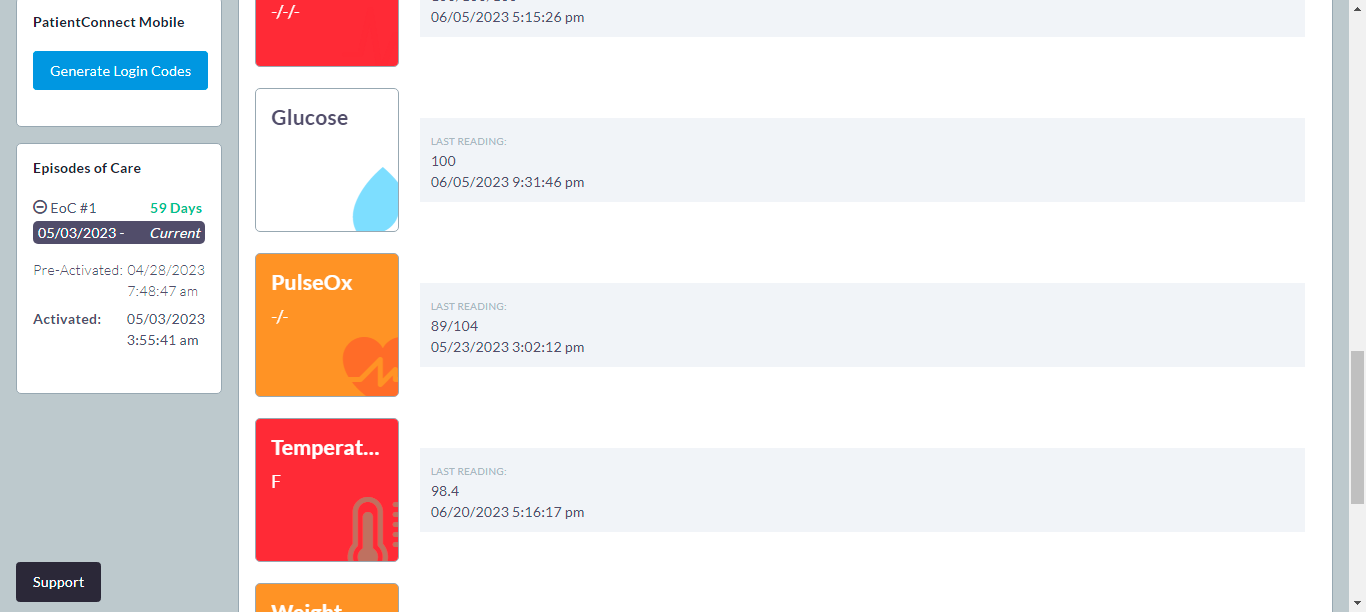 PatientConnect Mobile
Generate Login Codes
Episodes of Care
EoC #1 59 Days
05/03/2023 - Current
Pre-Activated: 04/28/2023
7:48:47 am
Activated: 05/03/2023
3:55:41 am
Support
-/-/-
06/05/2023 5:15:26 pm
Glucose
LAST READING:
100
06/05/2023 9:31:46 pm
PulseOx
-/-
LAST READING:
89/104
05/23/2023 3:02:12 pm
Temperat...
F
LAST READING:
98.4
06/20/2023 5:16:17 pm
Weight